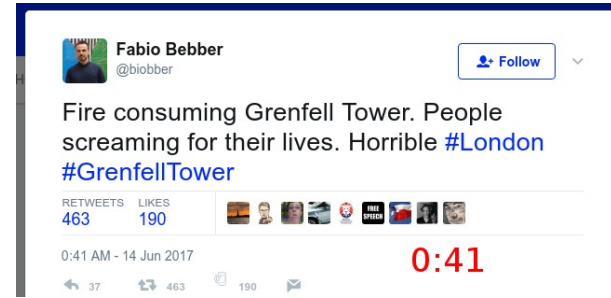 Fabio Bebber
@biobber
Follow
Fire consuming Grenfell Tower. People
screaming for their lives. Horrible #London
#GrenfellTower
RETWEETS LIKES
463 190
FREE SPEECH
0:41 AM - 14 Jun 2017
0:41
37 463 190
H